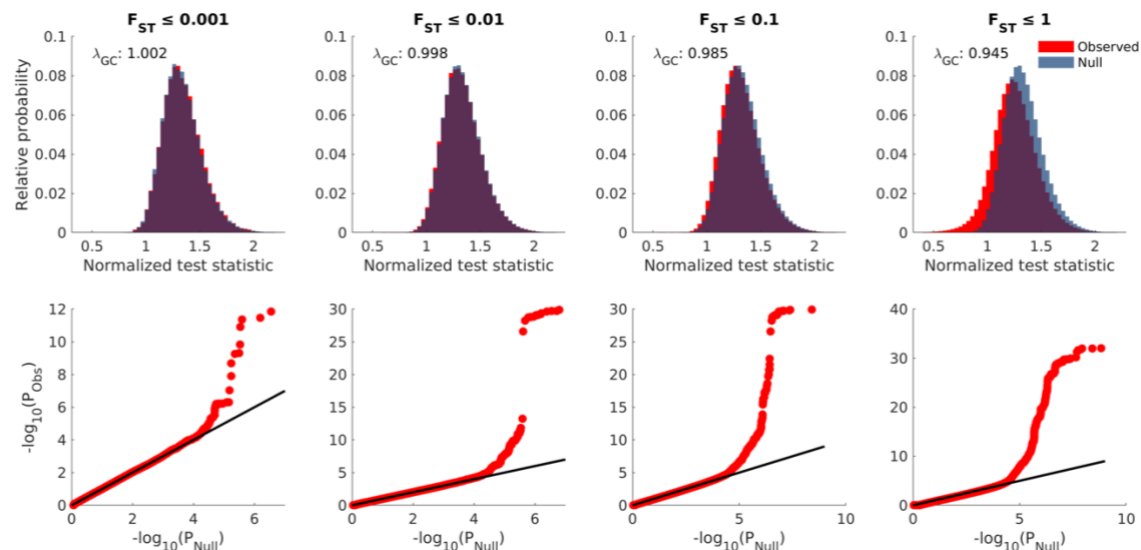 F_ST ≤ 0.001
F_ST ≤ 0.01
F_ST ≤ 0.1
F_ST ≤ 1
0.1
0.08
0.06
0.04
0.02
0
Relative probability
λ_GC: 1.002
0.5 1 1.5 2
Normalized test statistic
0.1
0.08
0.06
0.04
0.02
0
λ_GC: 0.998
0.5 1 1.5 2
Normalized test statistic
0.1
0.08
0.06
0.04
0.02
0
λ_GC: 0.985
0.5 1 1.5 2
Normalized test statistic
0.1
0.08
0.06
0.04
0.02
0
λ_GC: 0.945
Observed
Null
0.5 1 1.5 2
Normalized test statistic
12
10
8
6
4
2
0
-log10(P_Obs)
0 2 4 6
-log10(P_Null)
30
25
20
15
10
5
0
0 2 4 6
-log10(P_Null)
30
25
20
15
10
5
0
0 5 10
-log10(P_Null)
40
30
20
10
0
0 5 10
-log10(P_Null)